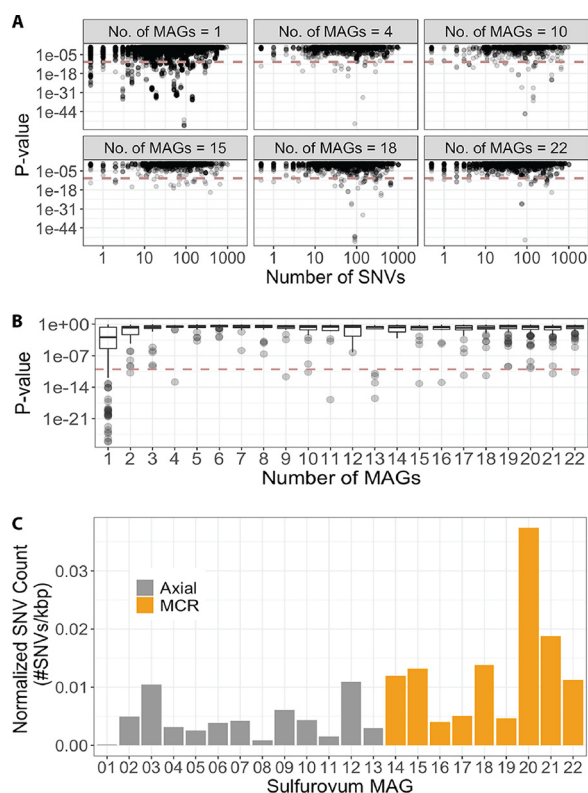 A
No. of MAGs = 1
No. of MAGs = 4
No. of MAGs = 10
1e-05
1e-18
1e-31
1e-44
No. of MAGs = 15
No. of MAGs = 18
No. of MAGs = 22
1e-05
1e-18
1e-31
1e-44
P-value
1 10 100 1000 1 10 100 1000 1 10 100 1000
Number of SNVs
B
1e+00
1e-07
1e-14
1e-21
P-value
1 2 3 4 5 6 7 8 9 10 11 12 13 14 15 16 17 18 19 20 21 22
Number of MAGs
C
Normalized SNV Count
(#SNVs/kbp)
0.03
0.02
0.01
0.00
Axial
MCR
01 02 03 04 05 06 07 08 09 10 11 12 13 14 15 16 17 18 19 20 21 22
Sulfurovum MAG